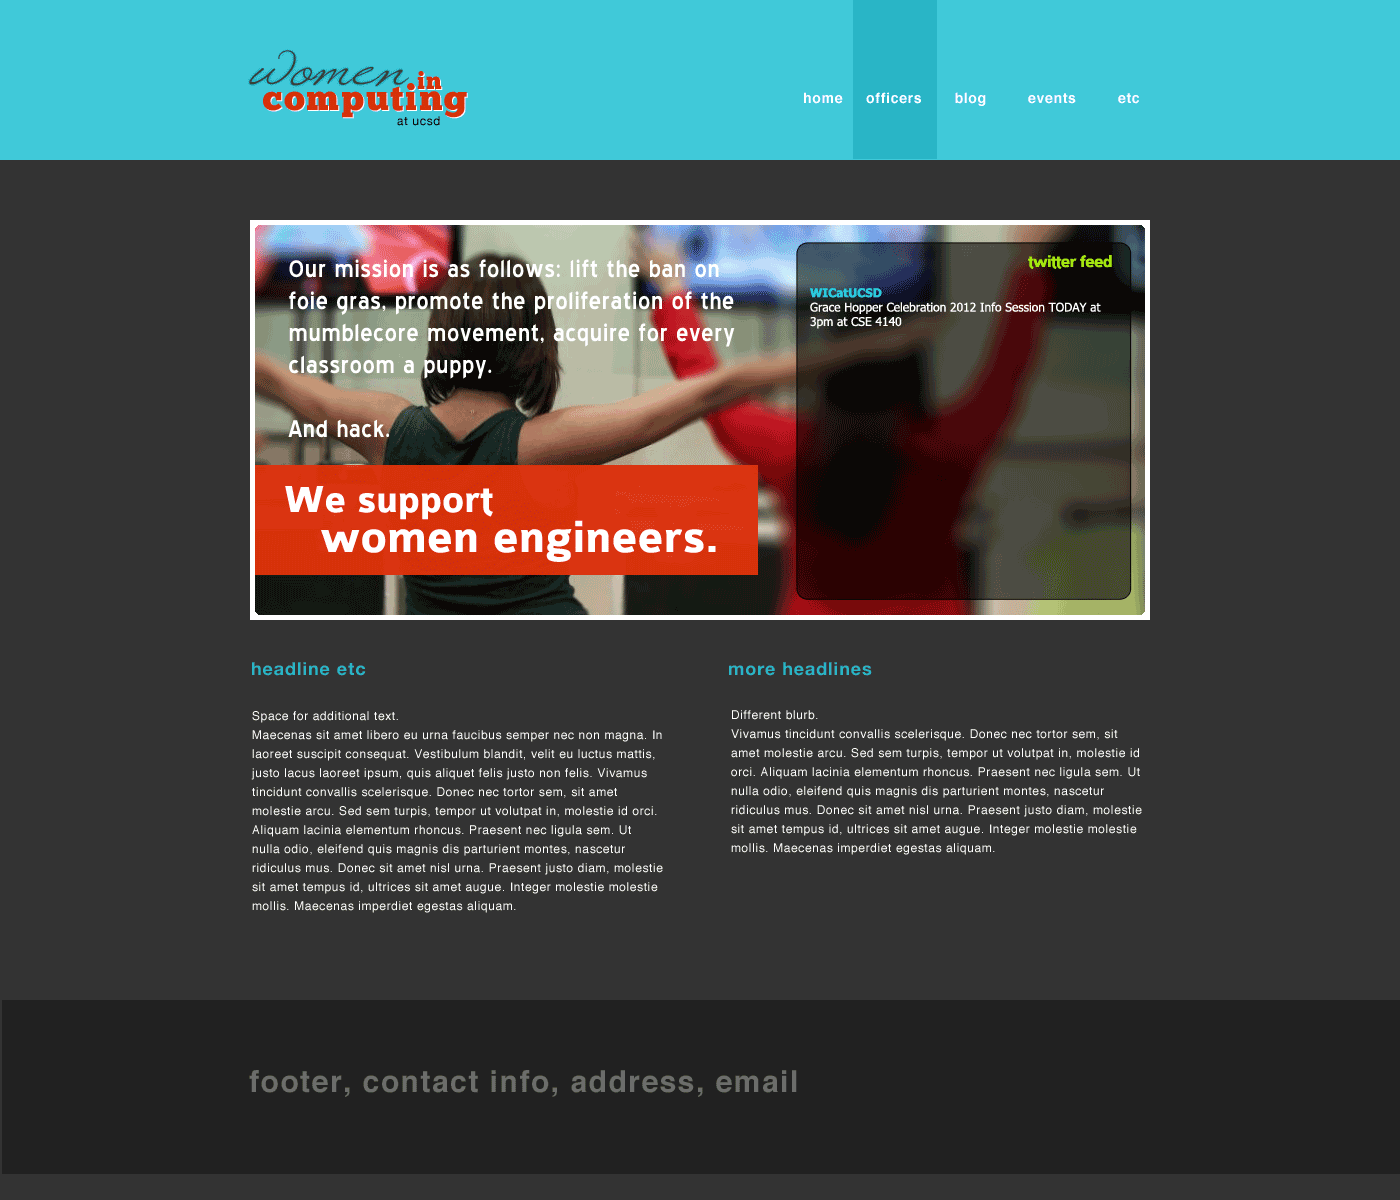 women in
computing
at ucsd
home officers blog events etc
Our mission is as follows: lift the ban on
foie gras, promote the proliferation of the
mumblecore movement, acquire for every
classroom a puppy.
And hack.
We support
women engineers.
twitter feed
WICatUCSD
Grace Hopper Celebration 2012 Info Session TODAY at
3pm at CSE 4140
headline etc
Space for additional text.
Maecenas sit amet libero eu urna faucibus semper nec non magna. In
laoreet suscipit consequat. Vestibulum blandit, velit eu luctus mattis,
justo lacus laoreet ipsum, quis aliquet felis justo non felis. Vivamus
tincidunt convallis scelerisque. Donec nec tortor sem, sit amet
molestie arcu. Sed sem turpis, tempor ut volutpat in, molestie id orci.
Aliquam lacinia elementum rhoncus. Praesent nec ligula sem. Ut
nulla odio, eleifend quis magnis dis parturient montes, nascetur
ridiculus mus. Donec sit amet nisl urna. Praesent justo diam, molestie
sit amet tempus id, ultrices sit amet augue. Integer molestie molestie
mollis. Maecenas imperdiet egestas aliquam.
more headlines
Different blurb.
Vivamus tincidunt convallis scelerisque. Donec nec tortor sem, sit
amet molestie arcu. Sed sem turpis, tempor ut volutpat in, molestie id
orci. Aliquam lacinia elementum rhoncus. Praesent nec ligula sem. Ut
nulla odio, eleifend quis magnis dis parturient montes, nascetur
ridiculus mus. Donec sit amet nisl urna. Praesent justo diam, molestie
sit amet tempus id, ultrices sit amet augue. Integer molestie molestie
mollis. Maecenas imperdiet egestas aliquam.
footer, contact info, address, email